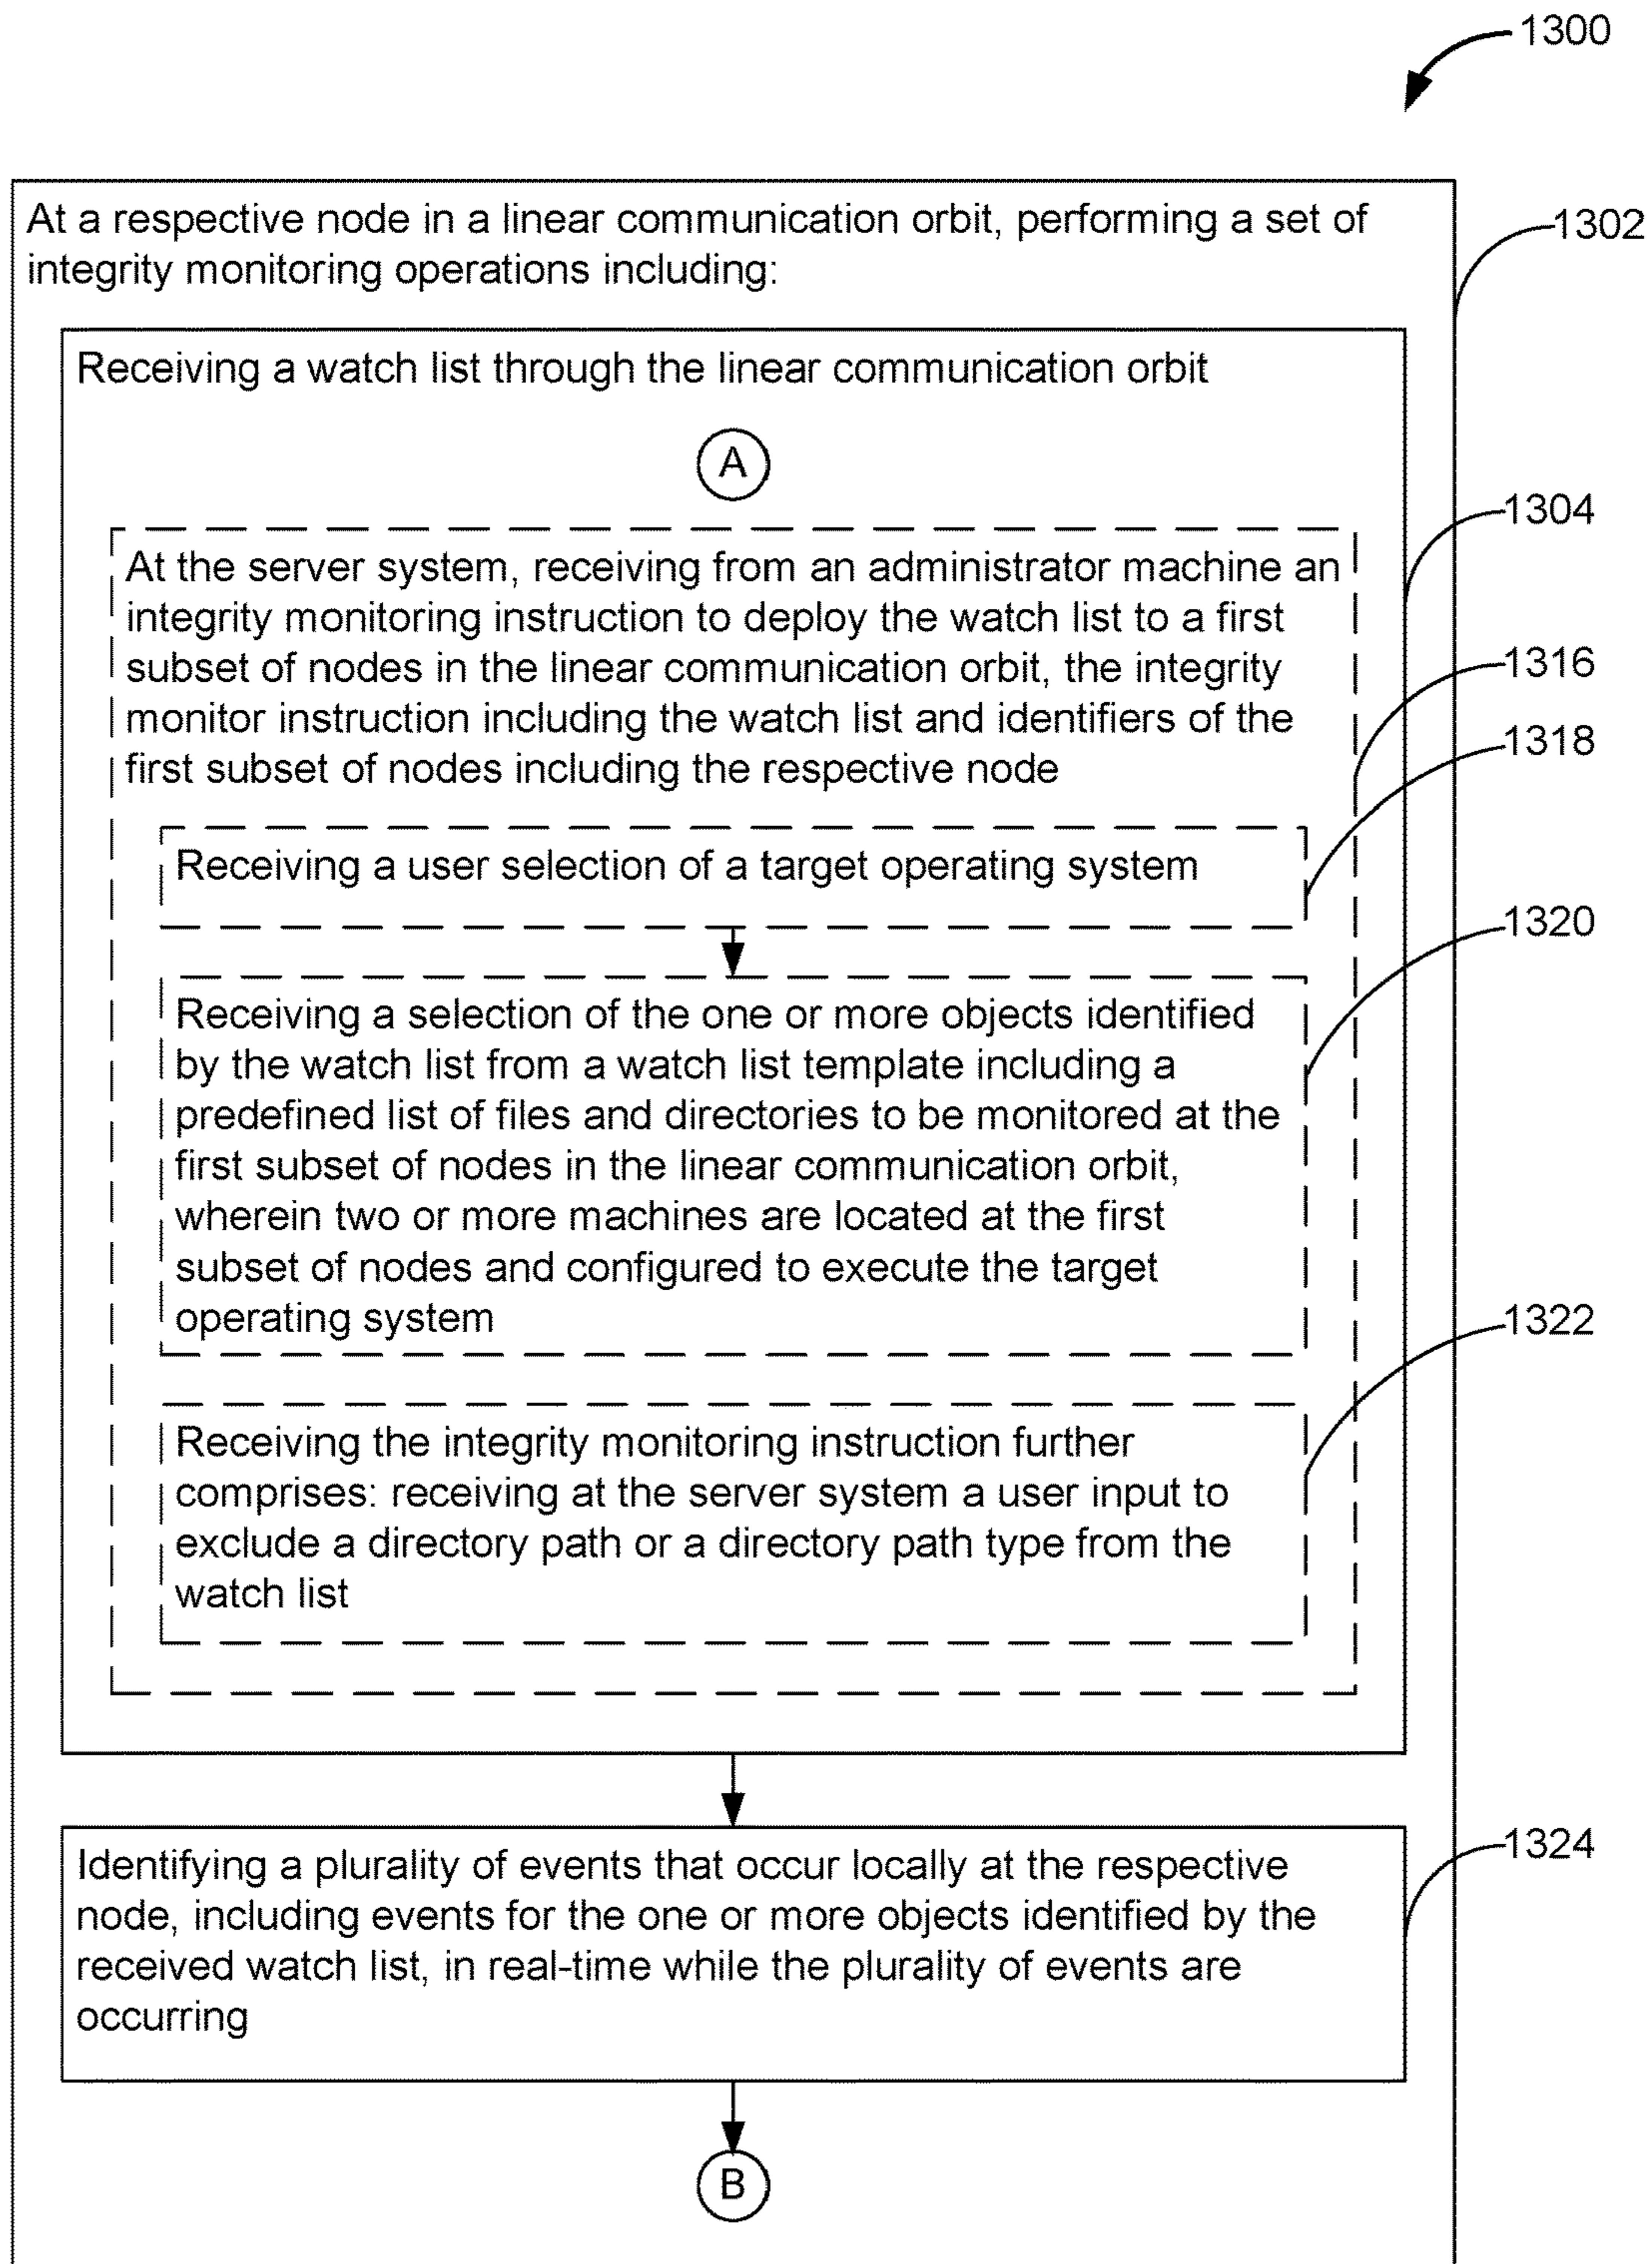 1300
At a respective node in a linear communication orbit, performing a set of
integrity monitoring operations including:
1302
Receiving a watch list through the linear communication orbit
A
1304
At the server system, receiving from an administrator machine an
integrity monitoring instruction to deploy the watch list to a first
subset of nodes in the linear communication orbit, the integrity
monitor instruction including the watch list and identifiers of the
first subset of nodes including the respective node
1316
1318
Receiving a user selection of a target operating system
1320
Receiving a selection of the one or more objects identified
by the watch list from a watch list template including a
predefined list of files and directories to be monitored at the
first subset of nodes in the linear communication orbit,
wherein two or more machines are located at the first
subset of nodes and configured to execute the target
operating system
1322
Receiving the integrity monitoring instruction further
comprises: receiving at the server system a user input to
exclude a directory path or a directory path type from the
watch list
1324
Identifying a plurality of events that occur locally at the respective
node, including events for the one or more objects identified by the
received watch list, in real-time while the plurality of events are
occurring
B